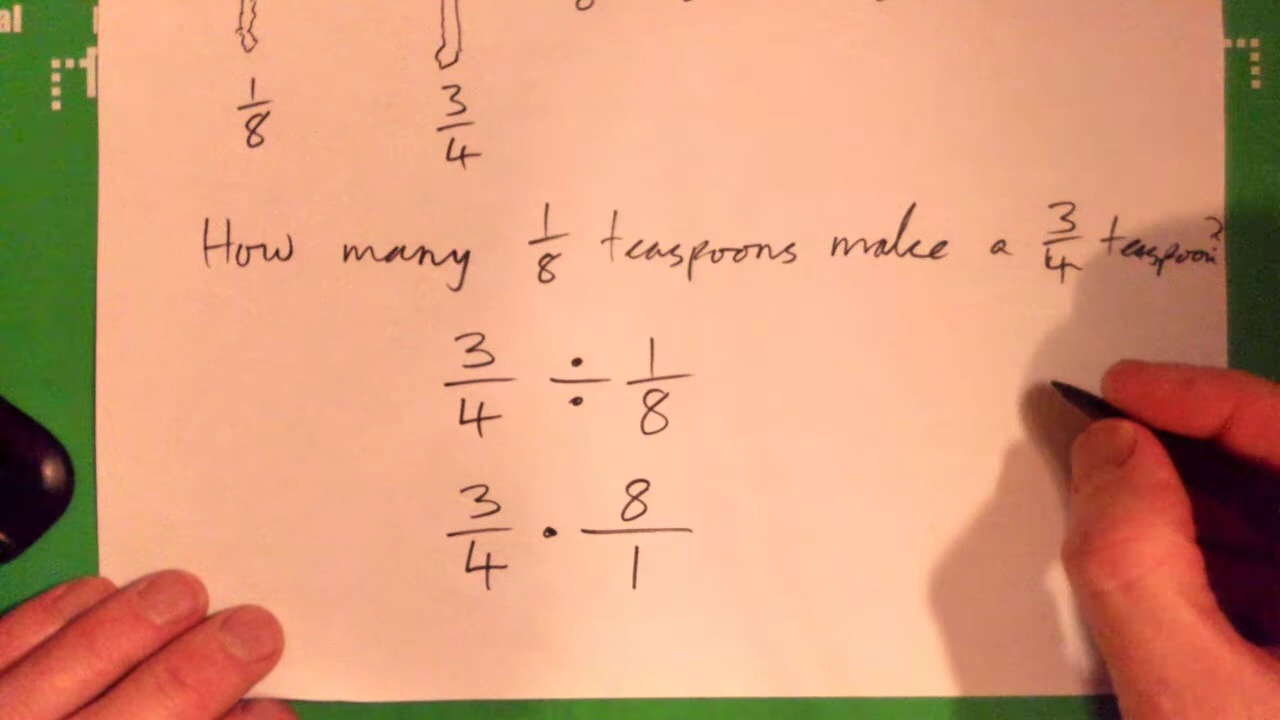 al
1/8 3/4
How many 1/8 teaspoons make a 3/4 teaspoon?
3/4 ÷ 1/8
3/4 · 8/1